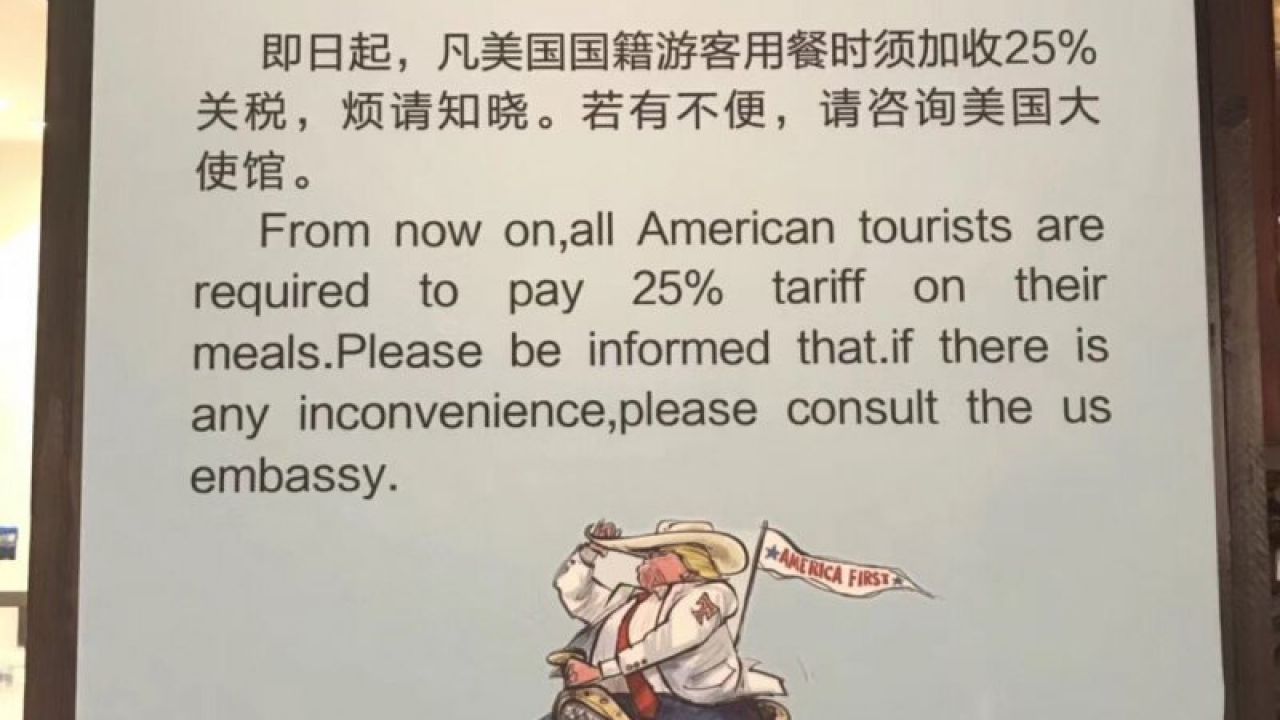 即日起，凡美国国籍游客用餐时须加收25%
关税，烦请知晓。若有不便，请咨询美国大
使馆。
From now on,all American tourists are
required to pay 25% tariff on their
meals.Please be informed that.if there is
any inconvenience,please consult the us
embassy.
AMERICA FIRST